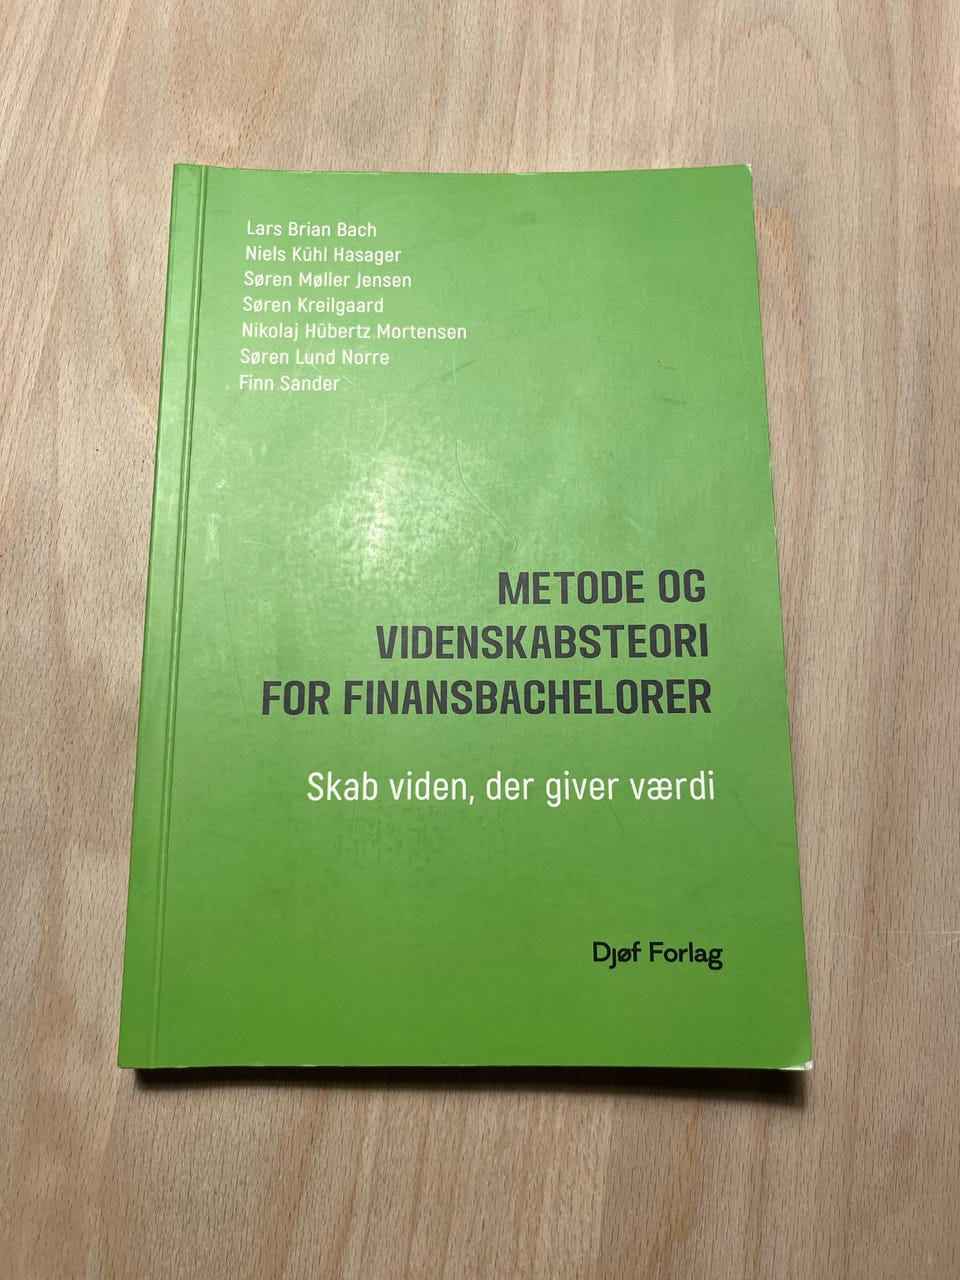 Lars Brian Bach
Niels Kühl Hasager
Søren Møller Jensen
Søren Kreilgaard
Nikolaj Hübertz Mortensen
Søren Lund Norre
Finn Sander
METODE OG
VIDENSKABSTEORI
FOR FINANSBACHELORER
Skab viden, der giver værdi
Djøf Forlag